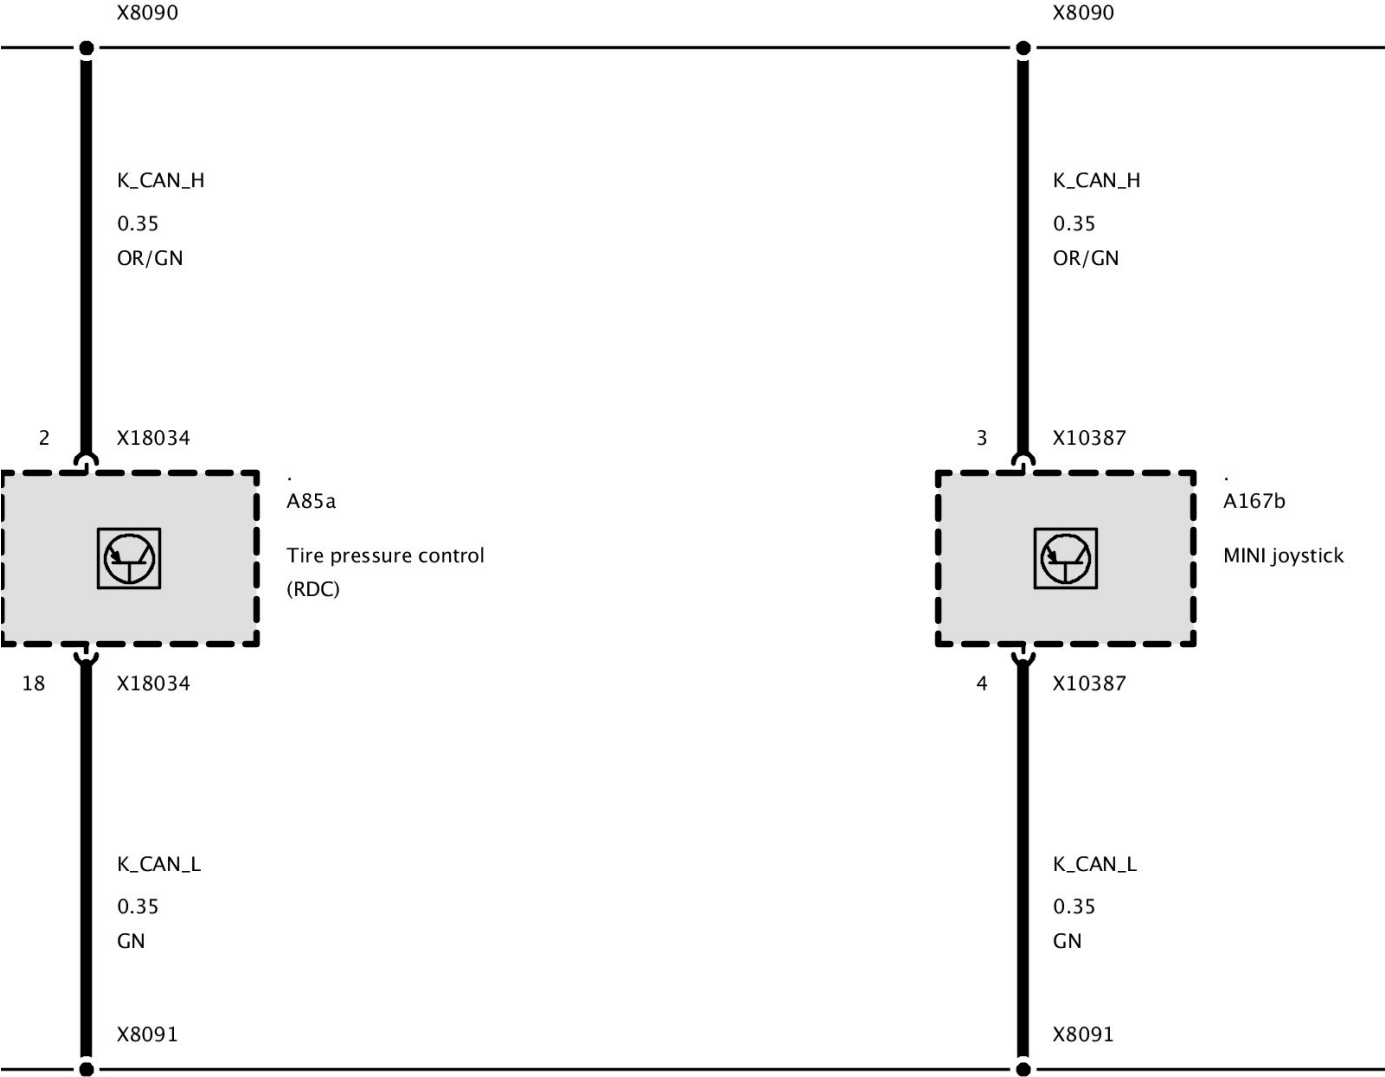 X8090
X8090
K_CAN_H
0.35
OR/GN
K_CAN_H
0.35
OR/GN
2
X18034
3
X10387
.
A85a
Tire pressure control
(RDC)
.
A167b
MINI joystick
18
X18034
4
X10387
K_CAN_L
0.35
GN
K_CAN_L
0.35
GN
X8091
X8091